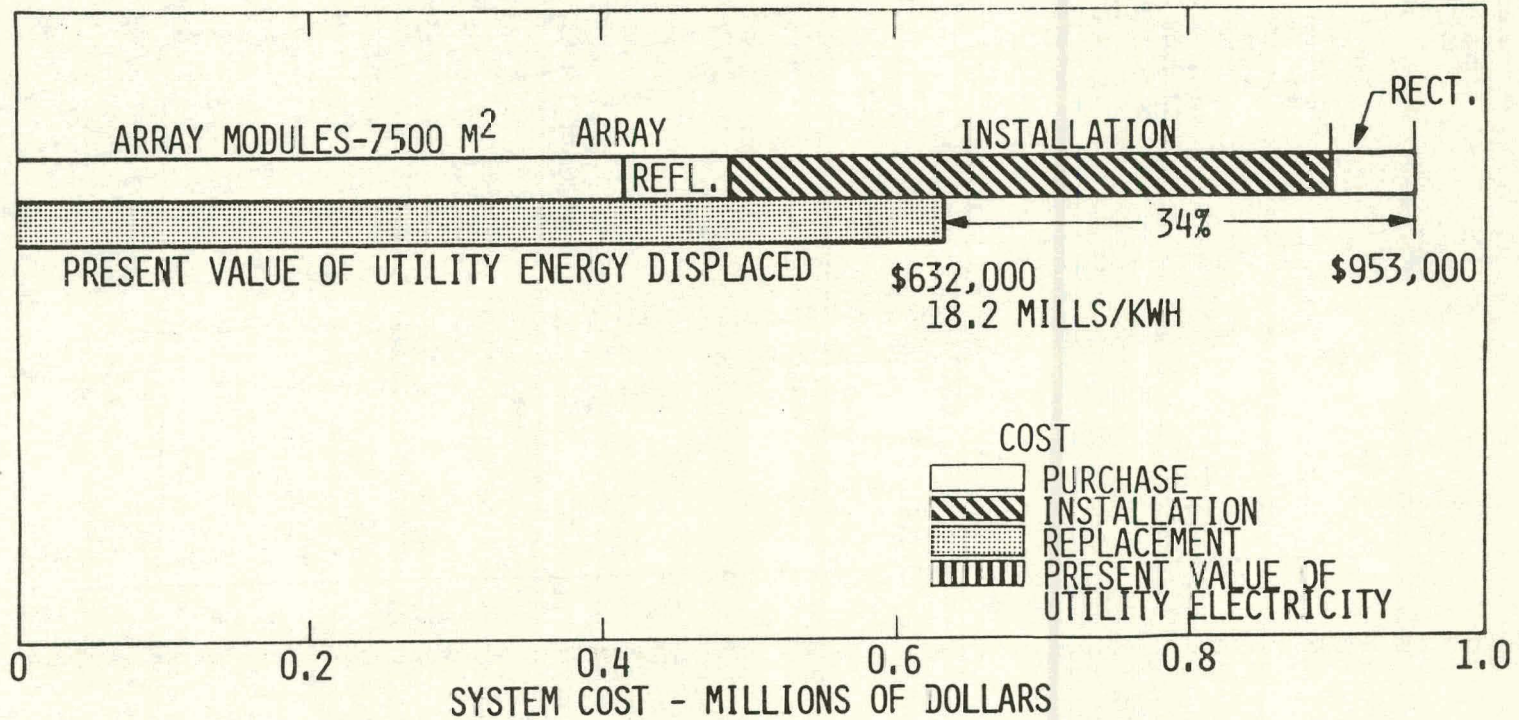 RECT.
ARRAY MODULES-7500 M2 ARRAY INSTALLATION
REFL.
34%
PRESENT VALUE OF UTILITY ENERGY DISPLACED $632,000 $953,000
18.2 MILLS/KWH
COST
PURCHASE
INSTALLATION
REPLACEMENT
PRESENT VALUE OF
UTILITY ELECTRICITY
0 0.2 0.4 0.6 0.8 1.0
SYSTEM COST - MILLIONS OF DOLLARS